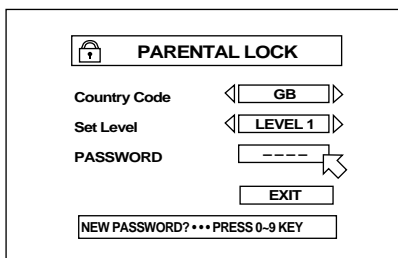 PARENTAL LOCK
Country Code GB
Set Level LEVEL 1
PASSWORD – – – –
EXIT
NEW PASSWORD? ••• PRESS 0~9 KEY